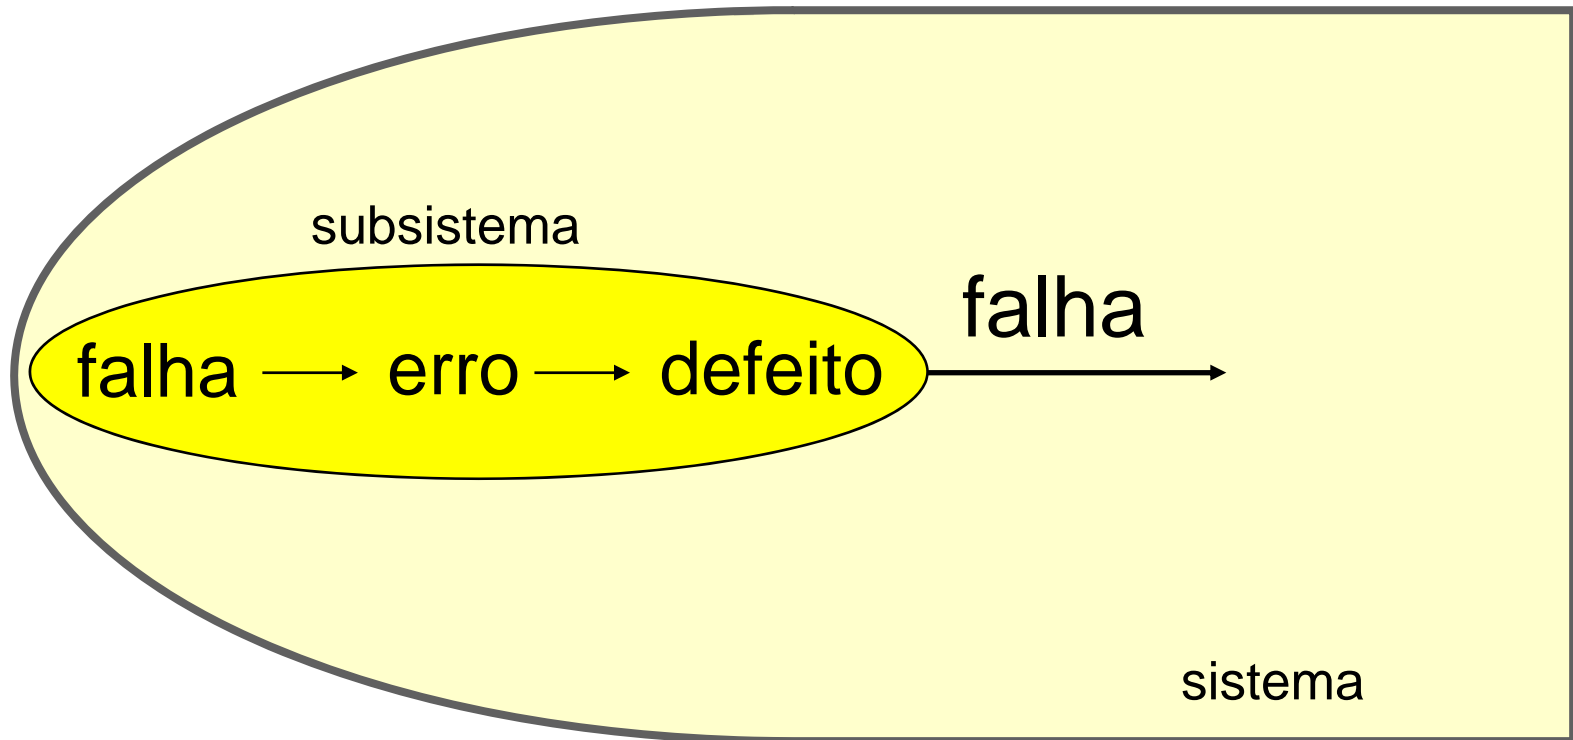 subsistema
falha
falha erro defeito
sistema